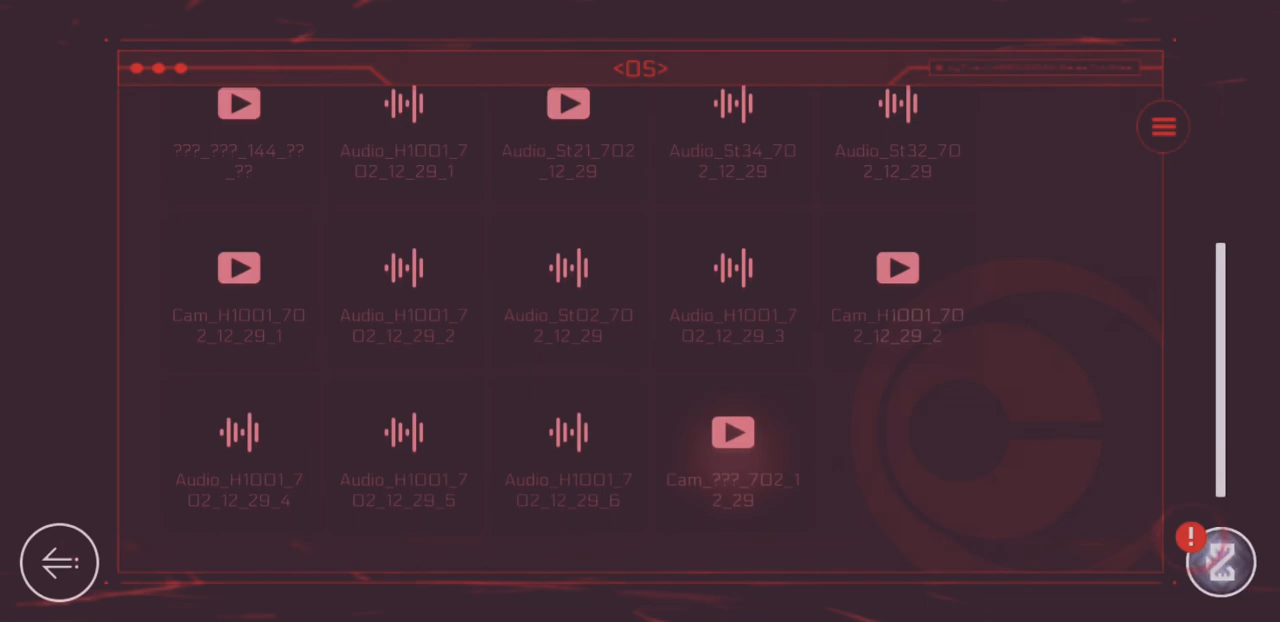 <OS>
???_???_144_??
_??
Audio_H1001_7
02_12_29_1
Audio_St21_702
_12_29
Audio_St34_70
2_12_29
Audio_St32_70
2_12_29
Cam_H1001_70
2_12_29_1
Audio_H1001_7
02_12_29_2
Audio_St02_70
2_12_29
Audio_H1001_7
02_12_29_3
Cam_H1001_70
2_12_29_2
Audio_H1001_7
02_12_29_4
Audio_H1001_7
02_12_29_5
Audio_H1001_7
02_12_29_6
Cam_???_702_1
2_29
!